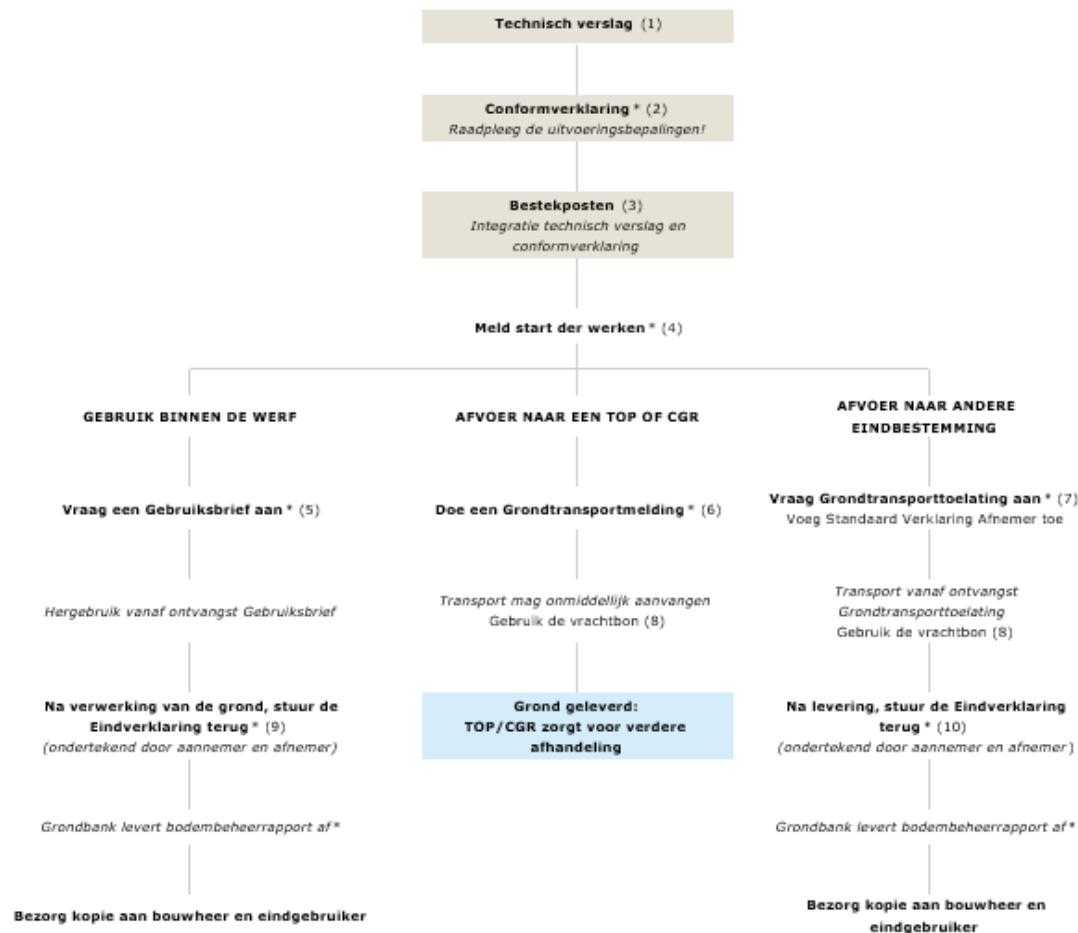 Technisch verslag (1)
Conformverklaring * (2)
Raadpleeg de uitvoeringsbepalingen!
Bestekposten (3)
Integratie technisch verslag en
conformverklaring
Meld start der werken * (4)
GEBRUIK BINNEN DE WERF
Vraag een Gebruiksbrief aan * (5)
Hergebruik vanaf ontvangst Gebruiksbrief
Na verwerking van de grond, stuur de
Eindverklaring terug * (9)
(ondertekend door aannemer en afnemer)
Grondbank levert bodembeheerrapport af *
Bezorg kopie aan bouwheer en eindgebruiker
AFVOER NAAR EEN TOP OF CGR
Doe een Grondtransportmelding * (6)
Transport mag onmiddellijk aanvangen
Gebruik de vrachtbon (8)
Grond geleverd:
TOP/CGR zorgt voor verdere
afhandeling
AFVOER NAAR ANDERE
EINDBESTEMMING
Vraag Grondtransporttoelating aan * (7)
Voeg Standaard Verklaring Afnemer toe
Transport vanaf ontvangst
Grondtransporttoelating
Gebruik de vrachtbon (8)
Na levering, stuur de Eindverklaring
terug * (10)
(ondertekend door aannemer en afnemer)
Grondbank levert bodembeheerrapport af *
Bezorg kopie aan bouwheer en
eindgebruiker